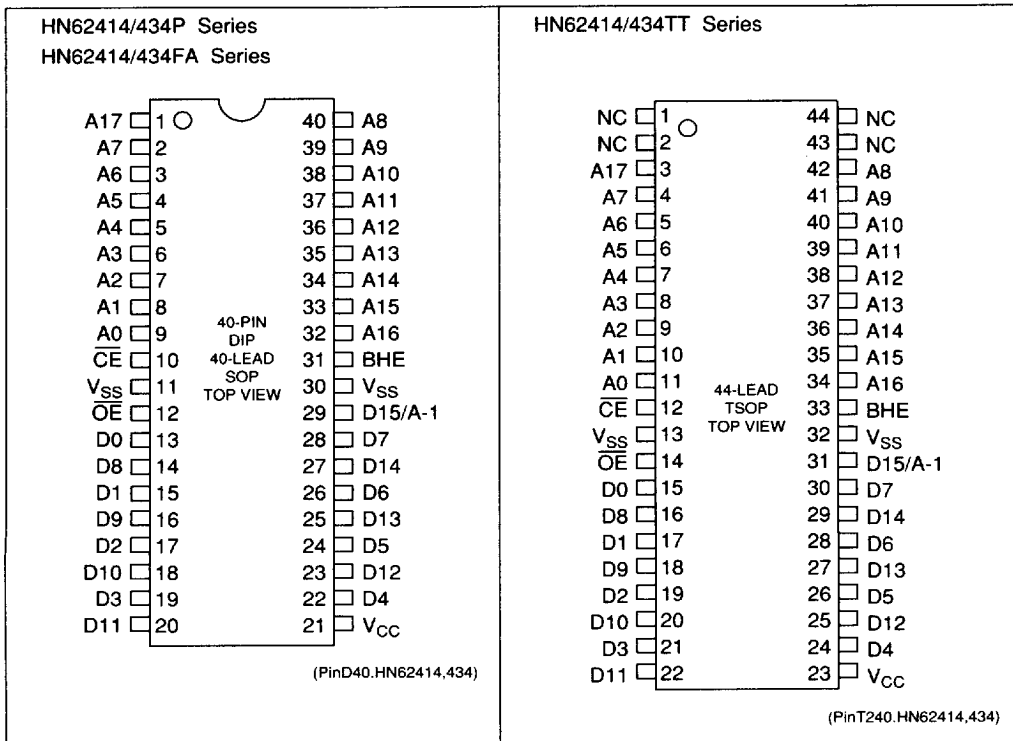 HN62414/434P Series
HN62414/434FA Series
A17 1 40 A8
A7 2 39 A9
A6 3 38 A10
A5 4 37 A11
A4 5 36 A12
A3 6 35 A13
A2 7 34 A14
A1 8 33 A15
A0 9 32 A16
C̅E̅ 10 31 BHE
VSS 11 30 VSS
O̅E̅ 12 29 D15/A-1
D0 13 28 D7
D8 14 27 D14
D1 15 26 D6
D9 16 25 D13
D2 17 24 D5
D10 18 23 D12
D3 19 22 D4
D11 20 21 VCC
40-PIN
DIP
40-LEAD
SOP
TOP VIEW
(PinD40.HN62414,434)
HN62414/434TT Series
NC 1 44 NC
NC 2 43 NC
A17 3 42 A8
A7 4 41 A9
A6 5 40 A10
A5 6 39 A11
A4 7 38 A12
A3 8 37 A13
A2 9 36 A14
A1 10 35 A15
A0 11 34 A16
C̅E̅ 12 33 BHE
VSS 13 32 VSS
O̅E̅ 14 31 D15/A-1
D0 15 30 D7
D8 16 29 D14
D1 17 28 D6
D9 18 27 D13
D2 19 26 D5
D10 20 25 D12
D3 21 24 D4
D11 22 23 VCC
44-LEAD
TSOP
TOP VIEW
(PinT240.HN62414,434)